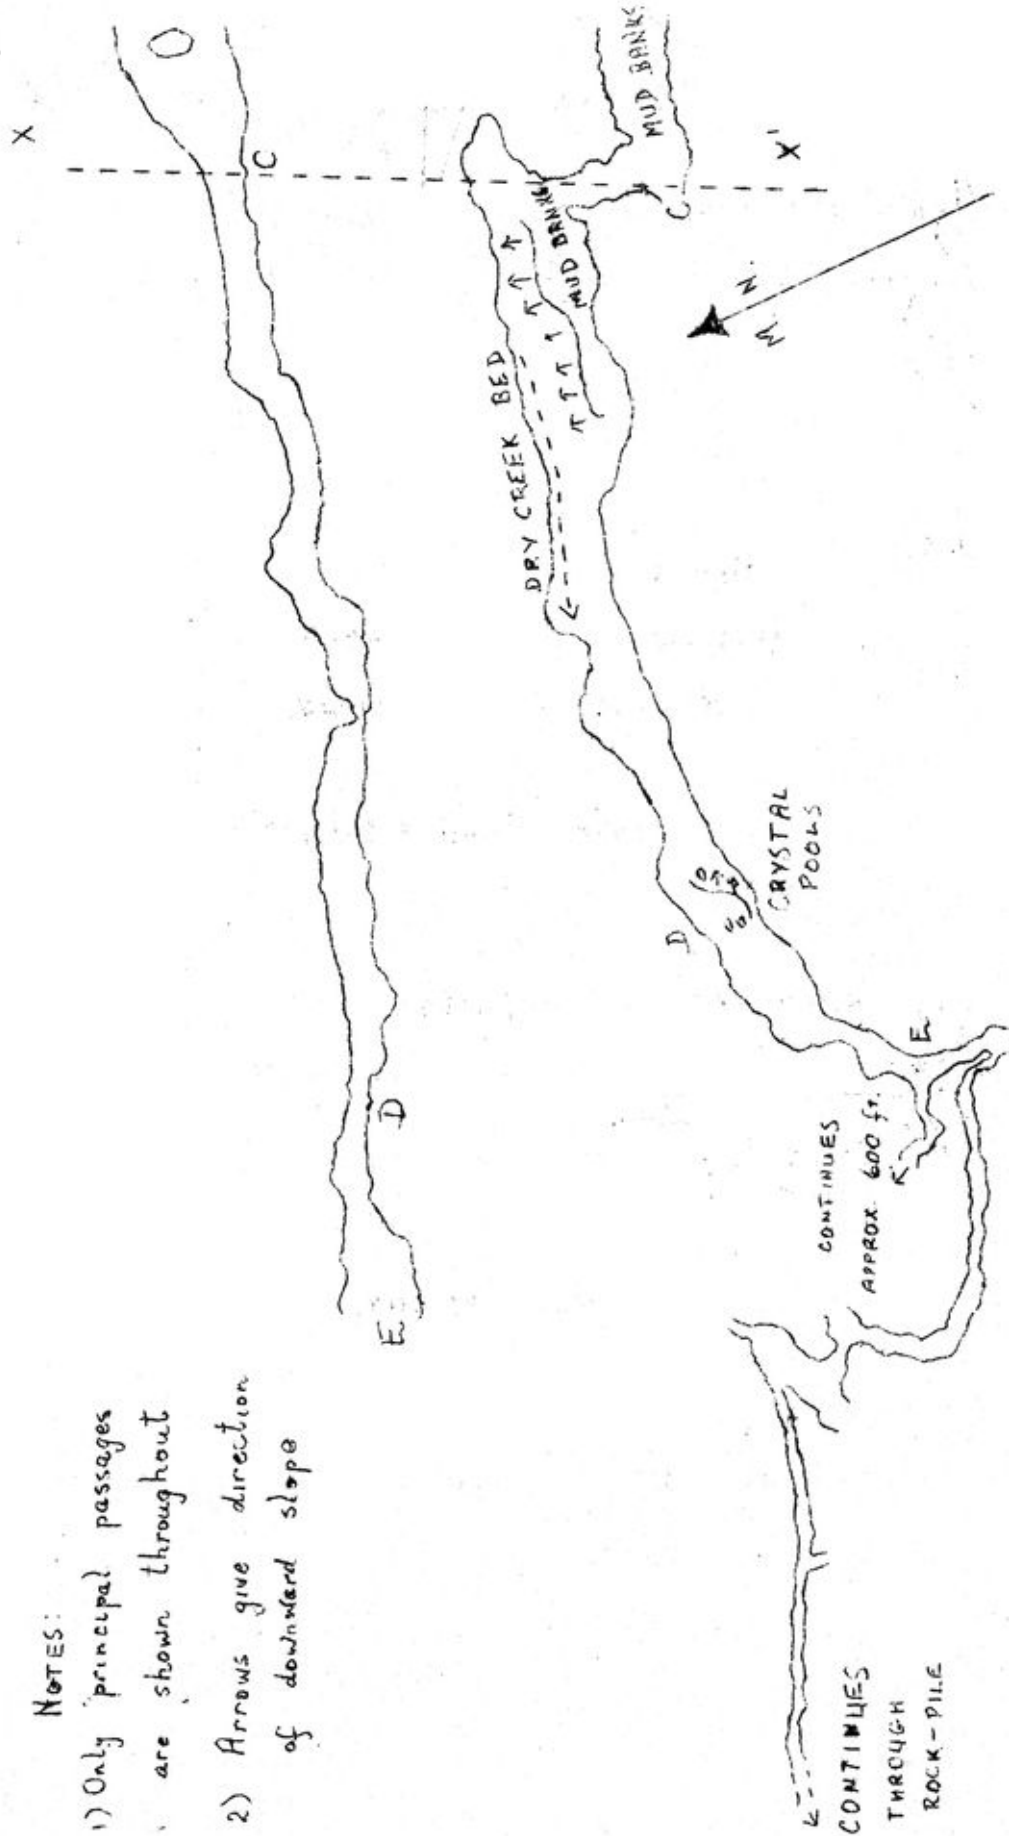 NOTES:
1) Only principal passages
are shown throughout
2) Arrows give direction
of downward slope
E
D
C
X
X'
CONTINUES
THROUGH
ROCK-PILE
CONTINUES
APPROX. 600 ft.
E
D
CRYSTAL
POOLS
DRY CREEK BED
MUD BANKS
C
MUD BANKS
M N